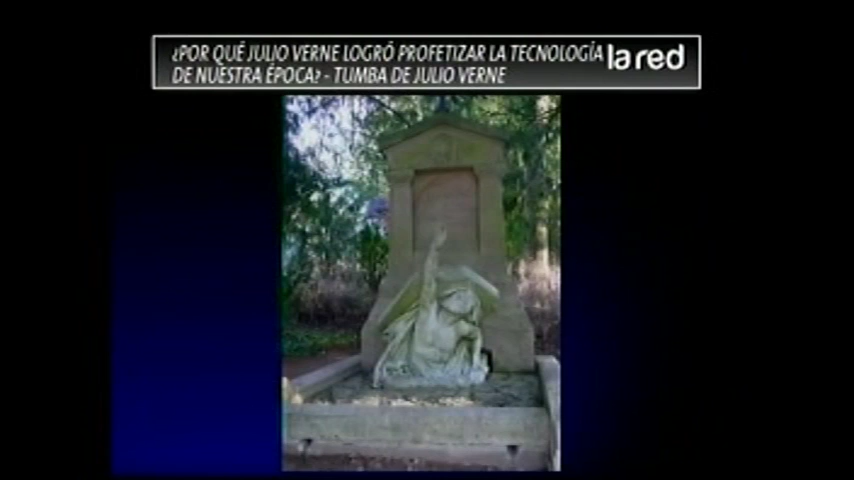 ¿POR QUÉ JULIO VERNE LOGRÓ PROFETIZAR LA TECNOLOGÍA
DE NUESTRA ÉPOCA? - TUMBA DE JULIO VERNE
la red